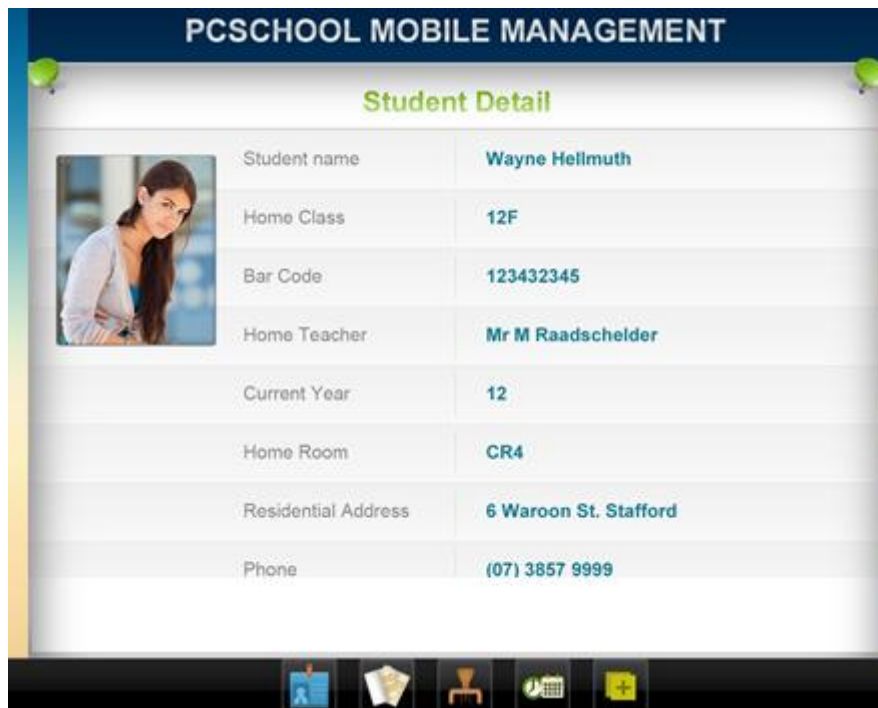 PCSCHOOL MOBILE MANAGEMENT
Student Detail
Student name Wayne Hellmuth
Home Class 12F
Bar Code 123432345
Home Teacher Mr M Raadschelder
Current Year 12
Home Room CR4
Residential Address 6 Waroon St. Stafford
Phone (07) 3857 9999